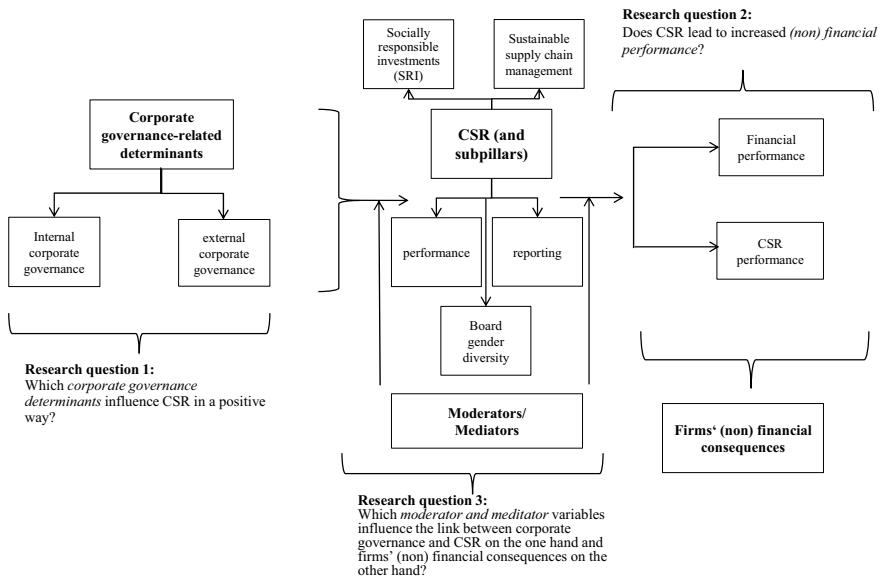 Research question 2:
Does CSR lead to increased (non) financial
performance?
Socially
responsible
investments
(SRI)
Sustainable
supply chain
management
Corporate
governance-related
determinants
CSR (and
subpillars)
Financial
performance
Internal
corporate
governance
external
corporate
governance
performance
reporting
CSR
performance
Board
gender
diversity
Research question 1:
Which corporate governance
determinants influence CSR in a positive
way?
Moderators/
Mediators
Firms‘ (non) financial
consequences
Research question 3:
Which moderator and meditator variables
influence the link between corporate
governance and CSR on the one hand and
firms’ (non) financial consequences on the
other hand?